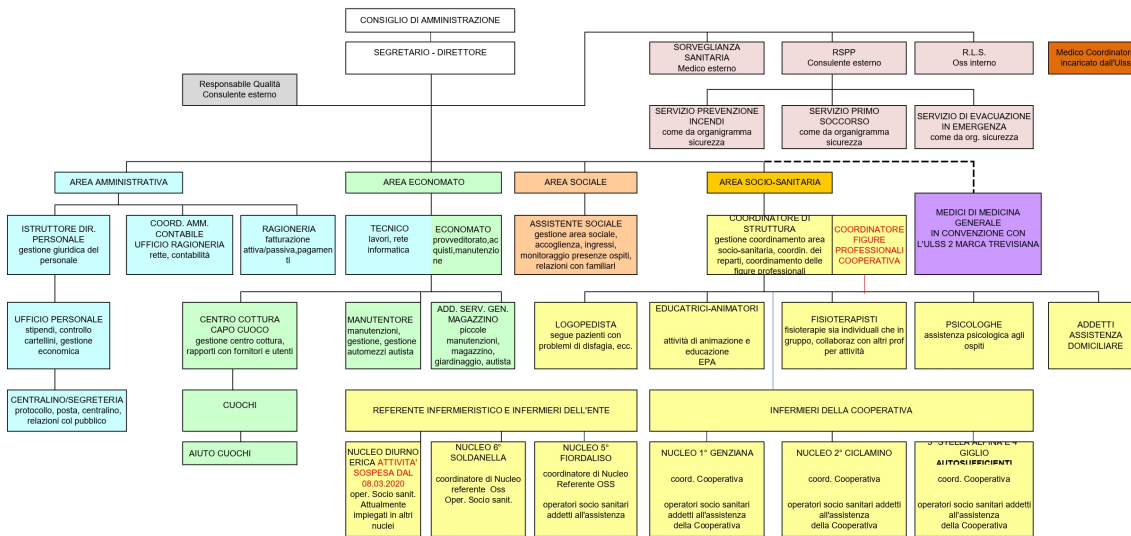 CONSIGLIO DI AMMINISTRAZIONE
SEGRETARIO - DIRETTORE
Responsabile Qualità
Consulente esterno
SORVEGLIANZA
SANITARIA
Medico esterno
RSPP
Consulente esterno
R.L.S.
Oss interno
Medico Coordinatore
incaricato dall'Ulss
SERVIZIO PREVENZIONE
INCENDI
come da organigramma
sicurezza
SERVIZIO PRIMO
SOCCORSO
come da organigramma
sicurezza
SERVIZIO DI EVACUAZIONE
IN EMERGENZA
come da org. sicurezza
AREA AMMINISTRATIVA
AREA ECONOMATO
AREA SOCIALE
AREA SOCIO-SANITARIA
ISTRUTTORE DIR.
PERSONALE
gestione giuridica del
personale
COORD. AMM.
CONTABILE
UFFICIO RAGIONERIA
rette, contabilità
RAGIONERIA
fatturazione
attiva/passiva,pagamen
ti
TECNICO
lavori, rete
informatica
ECONOMATO
provveditorato,ac
quisti,manutenzio
ne
ASSISTENTE SOCIALE
gestione area sociale,
accoglienza, ingressi,
monitoraggio presenze ospiti,
relazioni con familiari
COORDINATORE DI
STRUTTURA
gestione coordinamento area
socio-sanitaria, coordin. dei
reparti, coordinamento delle
figure professionali
COORDINATORE
FIGURE
PROFESSIONALI
COOPERATIVA
MEDICI DI MEDICINA
GENERALE
IN CONVENZIONE CON
L'ULSS 2 MARCA TREVISIANA
UFFICIO PERSONALE
stipendi, controllo
cartellini, gestione
economica
CENTRO COTTURA
CAPO CUOCO
gestione centro cottura,
rapporti con fornitori e utenti
MANUTENTORE
manutenzioni,
gestione, gestione
automezzi autista
ADD. SERV. GEN.
MAGAZZINO
piccole
manutenzioni,
magazzino,
giardinaggio, autista
LOGOPEDISTA
segue pazienti con
problemi di disfagia, ecc.
EDUCATRICI-ANIMATORI
attività di animazione e
educazione
EPA
FISIOTERAPISTI
fisioterapie sia individuali che in
gruppo, collaboraz con altri prof
per attività
PSICOLOGHE
assistenza psicologica agli
ospiti
ADDETTI
ASSISTENZA
DOMICILIARE
CENTRALINO/SEGRETERIA
protocollo, posta, centralino,
relazioni col pubblico
CUOCHI
REFERENTE INFERMIERISTICO E INFERMIERI DELL'ENTE
INFERMIERI DELLA COOPERATIVA
AIUTO CUOCHI
NUCLEO DIURNO
ERICA ATTIVITA'
SOSPESA DAL
08.03.2020
oper. Socio sanit.
Attualmente
impiegati in altri
nuclei
NUCLEO 6°
SOLDANELLA
coordinatore di Nucleo
referente Oss
Oper. Socio sanit.
NUCLEO 5°
FIORDALISO
coordinatore di Nucleo
Referente OSS
operatori socio sanitari
addetti all'assistenza
NUCLEO 1° GENZIANA
coord. Cooperativa
operatori socio sanitari
addetti all'assistenza
della Cooperativa
NUCLEO 2° CICLAMINO
coord. Cooperativa
operatori socio sanitari
addetti all'assistenza
della Cooperativa
3° STELLA ALPINA E 4°
GIGLIO
AUTOSUFFICIENTI
coord. Cooperativa
operatori socio sanitari addetti
all'assistenza
della Cooperativa